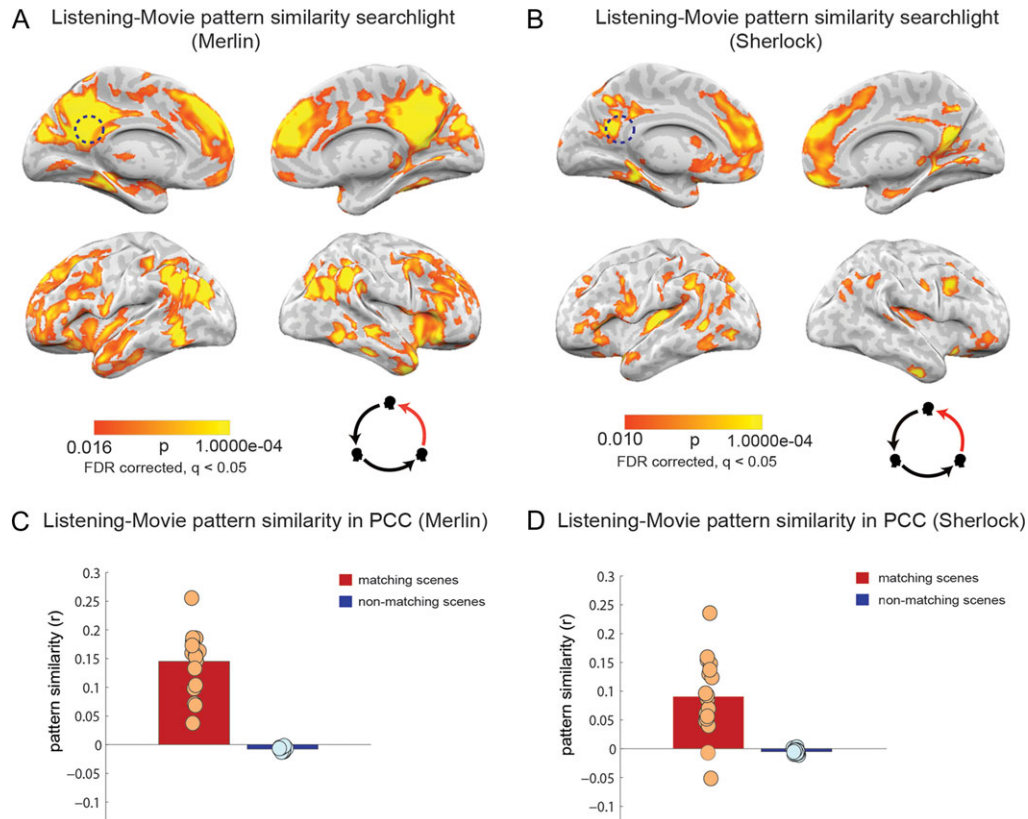 A Listening-Movie pattern similarity searchlight
(Merlin)
B Listening-Movie pattern similarity searchlight
(Sherlock)
0.016 p 1.0000e-04
FDR corrected, q < 0.05
0.010 p 1.0000e-04
FDR corrected, q < 0.05
C Listening-Movie pattern similarity in PCC (Merlin)
pattern similarity (r)
0.3
0.25
0.2
0.15
0.1
0.05
0
−0.05
−0.1
matching scenes
non-matching scenes
D Listening-Movie pattern similarity in PCC (Sherlock)
pattern similarity (r)
0.3
0.25
0.2
0.15
0.1
0.05
0
−0.05
−0.1
matching scenes
non-matching scenes